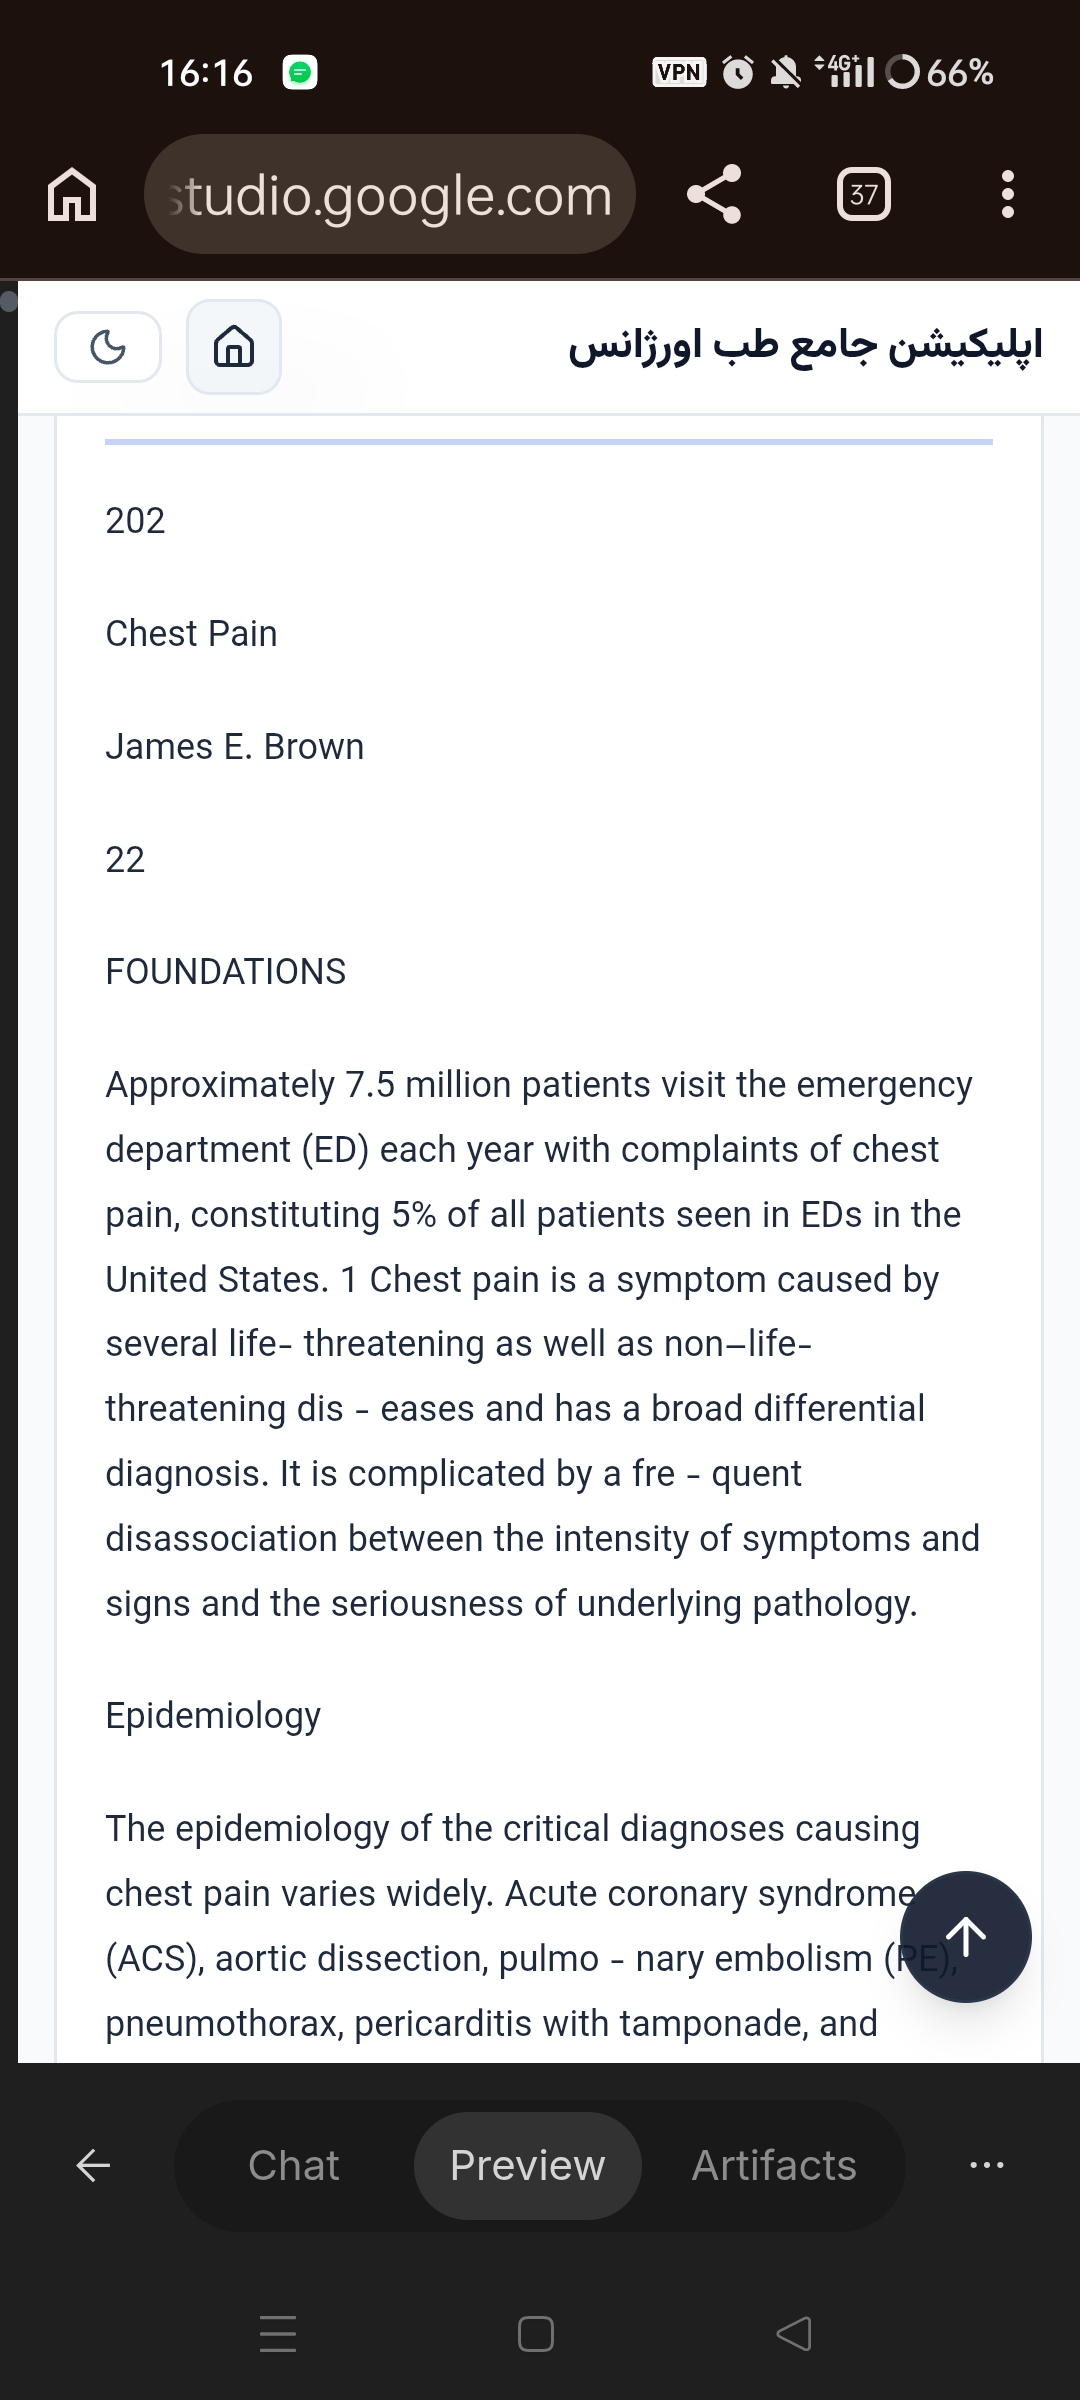 16:16
VPN
4G+
66%
studio.google.com
37
اپلیکیشن جامع طب اورژانس
202
Chest Pain
James E. Brown
22
FOUNDATIONS
Approximately 7.5 million patients visit the emergency
department (ED) each year with complaints of chest
pain, constituting 5% of all patients seen in EDs in the
United States. 1 Chest pain is a symptom caused by
several life- threatening as well as non–life-
threatening dis - eases and has a broad differential
diagnosis. It is complicated by a fre - quent
disassociation between the intensity of symptoms and
signs and the seriousness of underlying pathology.
Epidemiology
The epidemiology of the critical diagnoses causing
chest pain varies widely. Acute coronary syndrome
(ACS), aortic dissection, pulmo - nary embolism (PE),
pneumothorax, pericarditis with tamponade, and
Chat
Preview
Artifacts